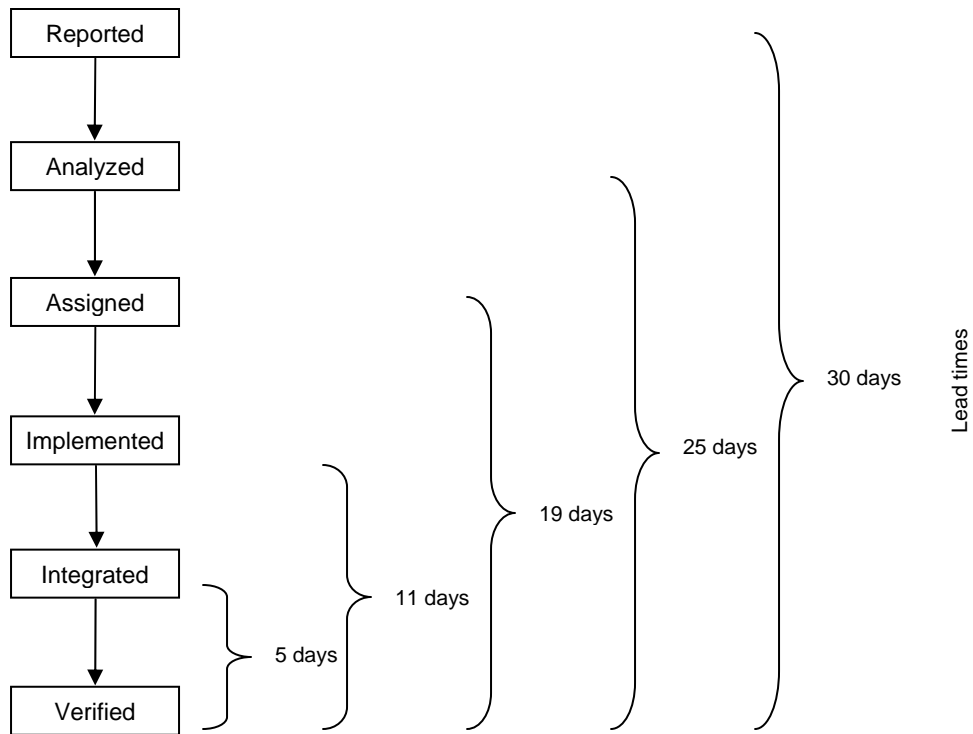 Reported
Analyzed
Assigned
Implemented
Integrated
Verified
5 days
11 days
19 days
25 days
30 days
Lead times